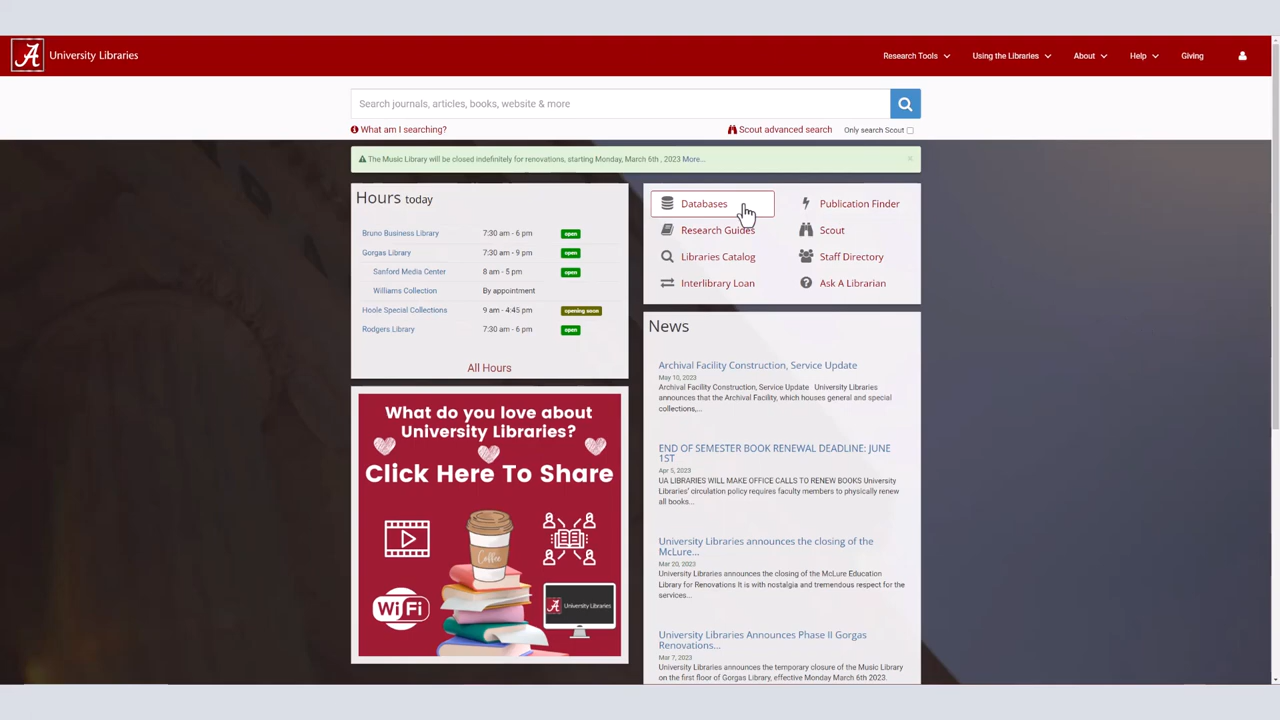 University Libraries
Research Tools
Using the Libraries
About
Help
Giving
Search journals, articles, books, website & more
What am I searching?
Scout advanced search
Only search Scout
The Music Library will be closed indefinitely for renovations, starting Monday, March 6th , 2023 More...
×
Hours today
Bruno Business Library 7:30 am - 6 pm open
Gorgas Library 7:30 am - 9 pm open
Sanford Media Center 8 am - 5 pm open
Williams Collection By appointment
Hoole Special Collections 9 am - 4:45 pm opening soon
Rodgers Library 7:30 am - 6 pm open
All Hours
What do you love about
University Libraries?
Click Here To Share
Coffee
WiFi
A University Libraries
Databases
Publication Finder
Research Guides
Scout
Libraries Catalog
Staff Directory
Interlibrary Loan
Ask A Librarian
News
Archival Facility Construction, Service Update
May 10, 2023
Archival Facility Construction, Service Update University Libraries
announces that the Archival Facility, which houses general and special
collections,...
END OF SEMESTER BOOK RENEWAL DEADLINE: JUNE
1ST
Apr 5, 2023
UA LIBRARIES WILL MAKE OFFICE CALLS TO RENEW BOOKS University
Libraries' circulation policy requires faculty members to physically renew
all books...
University Libraries announces the closing of the
McLure...
Mar 20, 2023
University Libraries announces the closing of the McLure Education
Library for Renovations It is with nostalgia and tremendous respect for the
services...
University Libraries Announces Phase II Gorgas
Renovations...
Mar 7, 2023
University Libraries announces the temporary closure of the Music Library
on the first floor of Gorgas Library, effective Monday March 6th 2023.